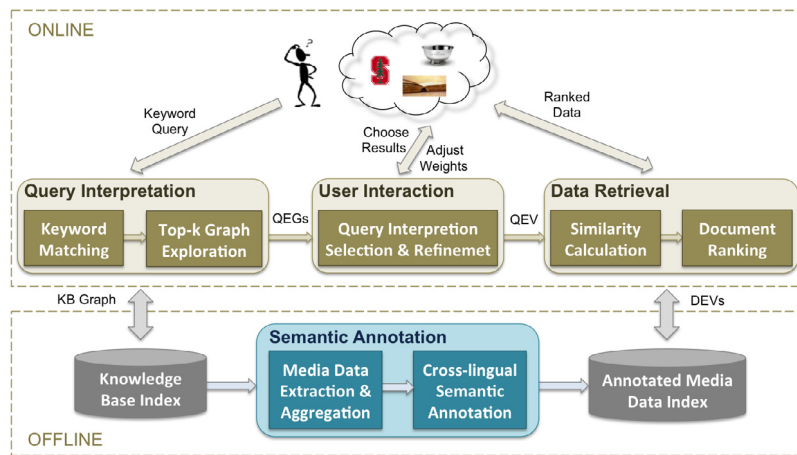 ONLINE
?
S
Keyword
Query
Choose
Results
Adjust
Weights
Ranked
Data
Query Interpretation
Keyword
Matching
Top-k Graph
Exploration
QEGs
User Interaction
Query Interpretion
Selection & Refinemet
QEV
Data Retrieval
Similarity
Calculation
Document
Ranking
KB Graph
DEVs
Semantic Annotation
Knowledge
Base Index
Media Data
Extraction &
Aggregation
Cross-lingual
Semantic
Annotation
Annotated Media
Data Index
OFFLINE